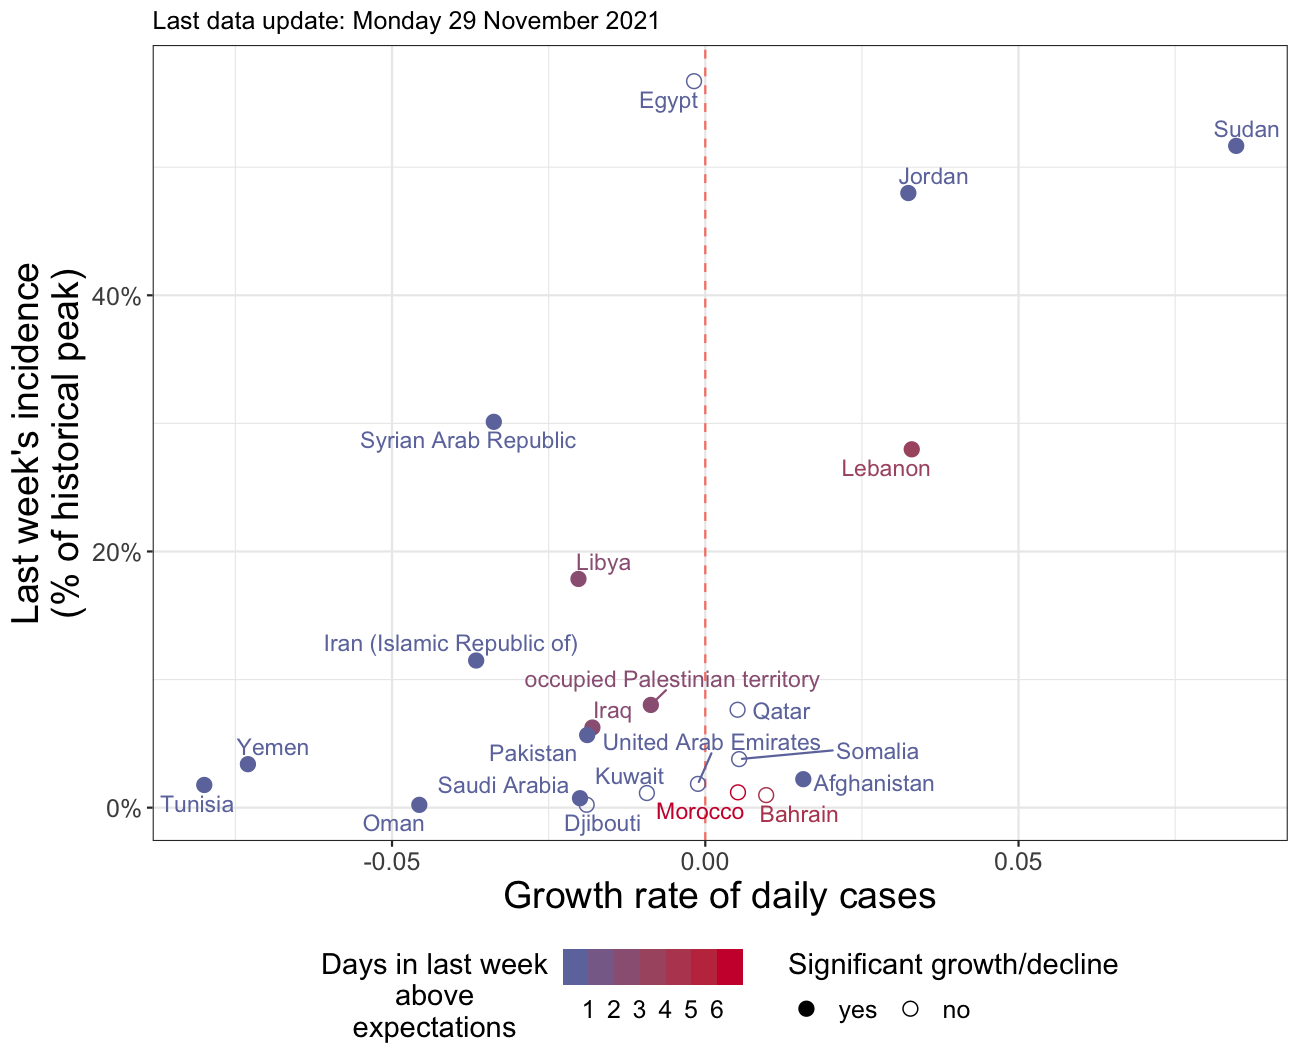 Last data update: Monday 29 November 2021
Egypt
Sudan
Jordan
Last week's incidence
(% of historical peak)
40%
20%
0%
Syrian Arab Republic
Lebanon
Libya
Iran (Islamic Republic of)
occupied Palestinian territory
Iraq
Qatar
Yemen
Pakistan
United Arab Emirates
Somalia
Tunisia
Saudi Arabia
Kuwait
Afghanistan
Oman
Djibouti
Morocco
Bahrain
-0.05
0.00
0.05
Growth rate of daily cases
Days in last week
above
expectations
1 2 3 4 5 6
Significant growth/decline
yes
no